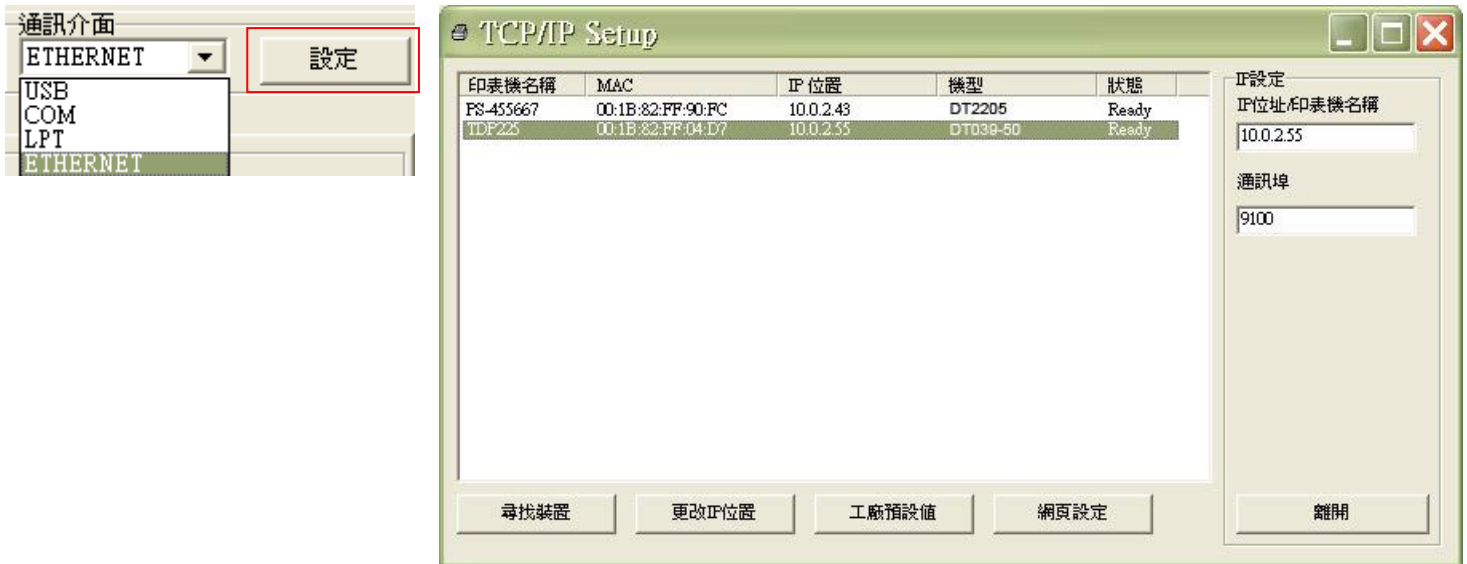 通訊介面
ETHERNET
設定
USB
COM
LPT
ETHERNET
TCP/IP Setup
印表機名稱 MAC IP 位置 機型 狀態
PS-455667 00:1B:82:FF:90:FC 10.0.2.43 DT2205 Ready
TDP225 00:1B:82:FF:04:D7 10.0.2.55 DT039-50 Ready
IP設定
IP位址/印表機名稱
10.0.2.55
通訊埠
9100
尋找裝置 更改IP位置 工廠預設值 網頁設定 離開